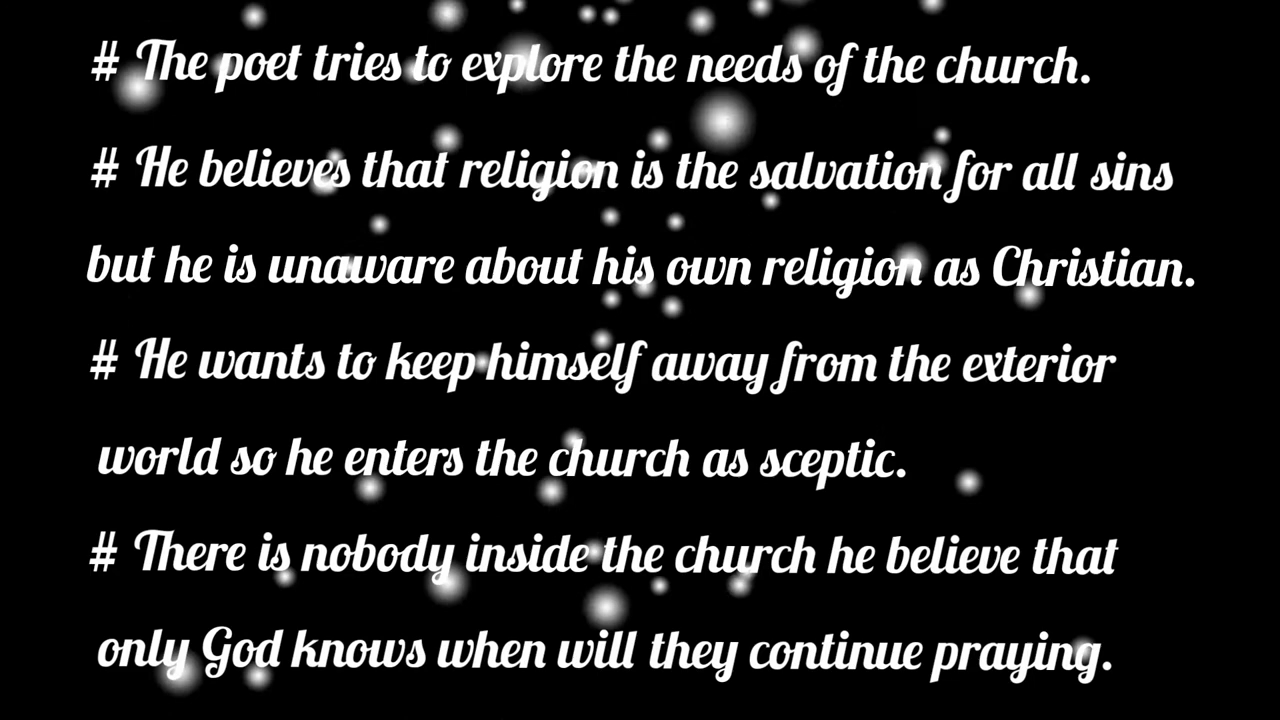 # The poet tries to explore the needs of the church.
# He believes that religion is the salvation for all sins
but he is unaware about his own religion as Christian.
# He wants to keep himself away from the exterior
world so he enters the church as sceptic.
# There is nobody inside the church he believe that
only God knows when will they continue praying.